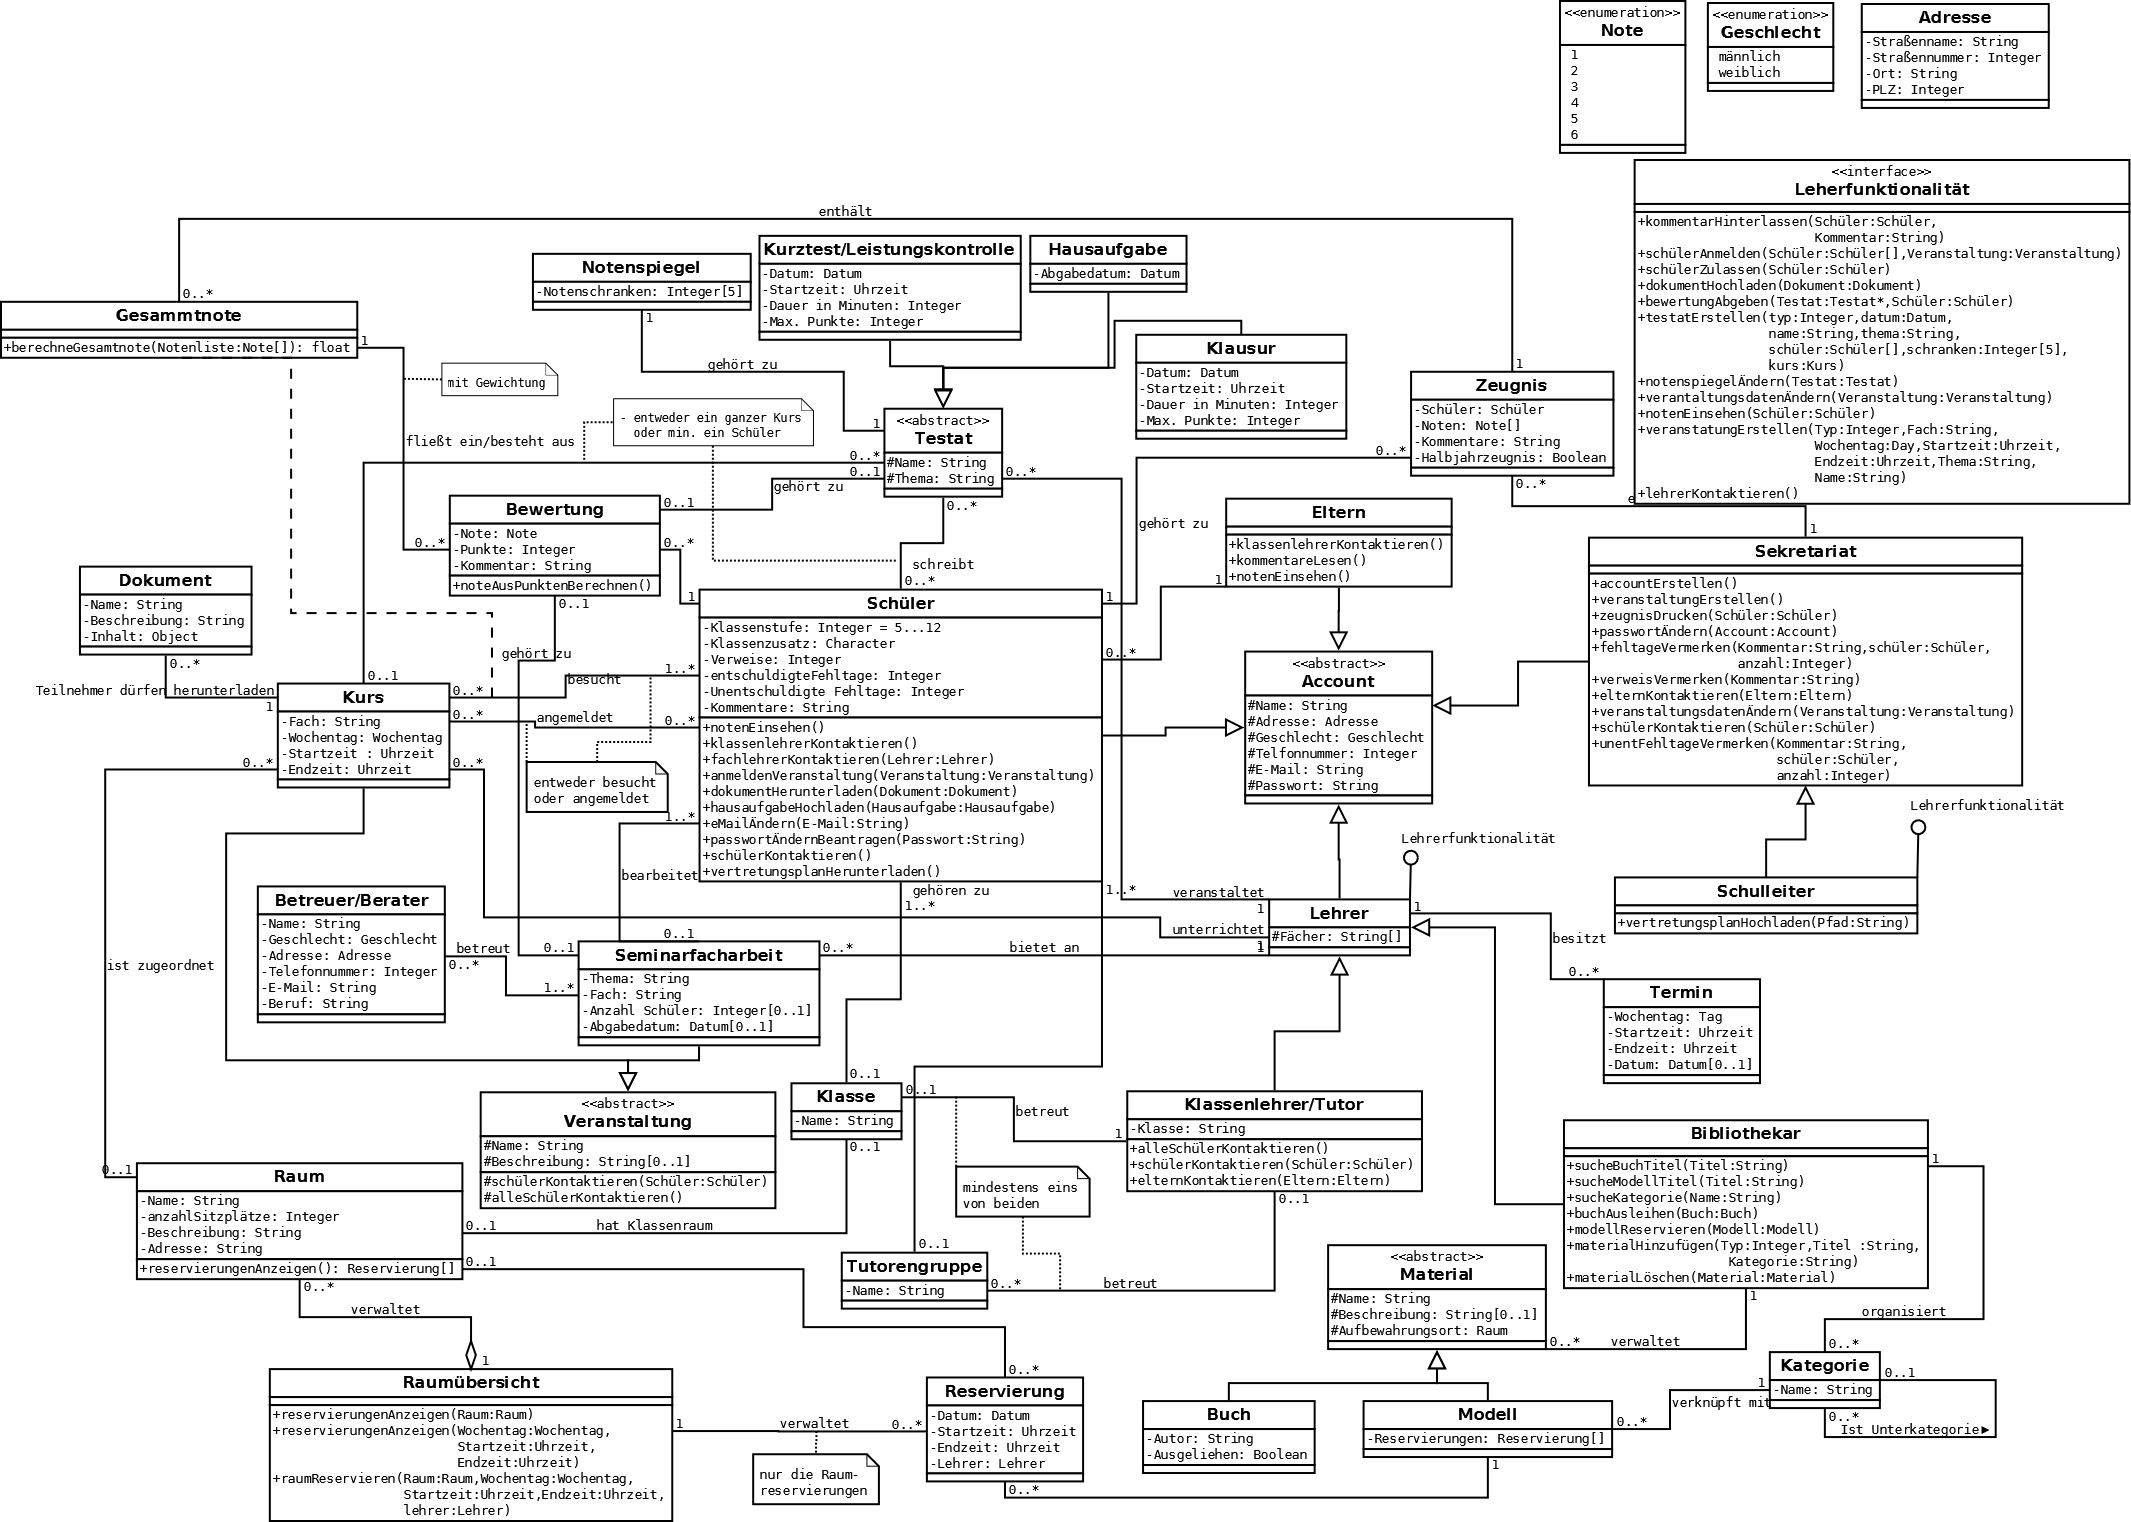 <<enumeration>>
Note
1
2
3
4
5
6
<<enumeration>>
Geschlecht
männlich
weiblich
Adresse
-Straßenname: String
-Straßennummer: Integer
-Ort: String
-PLZ: Integer
<<interface>>
Leherfunktionalität
+kommentarHinterlassen(Schüler:Schüler,
Kommentar:String)
+schülerAnmelden(Schüler:Schüler[],Veranstaltung:Veranstaltung)
+schülerZulassen(Schüler:Schüler)
+dokumentHochladen(Dokument:Dokument)
+bewertungAbgeben(Testat:Testat*,Schüler:Schüler)
+testatErstellen(typ:Integer,datum:Datum,
name:String,thema:String,
schüler:Schüler[],schranken:Integer[5],
kurs:Kurs)
+notenspiegelÄndern(Testat:Testat)
+verantaltungsdatenÄndern(Veranstaltung:Veranstaltung)
+notenEinsehen(Schüler:Schüler)
+veranstatungErstellen(Typ:Integer,Fach:String,
Wochentag:Day,Startzeit:Uhrzeit,
Endzeit:Uhrzeit,Thema:String,
Name:String)
+lehrerKontaktieren()
enthält
0..*
1
Gesammtnote
+berechneGesamtnote(Notenliste:Note[]): float
1
mit Gewichtung
fließt ein/besteht aus
0..*
Notenspiegel
-Notenschranken: Integer[5]
1
gehört zu
1
Kurztest/Leistungskontrolle
-Datum: Datum
-Startzeit: Uhrzeit
-Dauer in Minuten: Integer
-Max. Punkte: Integer
Hausaufgabe
-Abgabedatum: Datum
Klausur
-Datum: Datum
-Startzeit: Uhrzeit
-Dauer in Minuten: Integer
-Max. Punkte: Integer
- entweder ein ganzer Kurs
oder min. ein Schüler
<<abstract>>
Testat
#Name: String
#Thema: String
0..*
0..1
0..*
0..*
gehört zu
0..1
schreibt
0..*
Zeugnis
-Schüler: Schüler
-Noten: Note[]
-Kommentare: String
-Halbjahrzeugnis: Boolean
0..*
0..*
e
1
gehört zu
1
Bewertung
-Note: Note
-Punkte: Integer
-Kommentar: String
+noteAusPunktenBerechnen()
0..*
1
0..1
gehört zu
0..1
Eltern
+klassenlehrerKontaktieren()
+kommentareLesen()
+notenEinsehen()
1
0..*
Sekretariat
+accountErstellen()
+veranstaltungErstellen()
+zeugnisDrucken(Schüler:Schüler)
+passwortÄndern(Account:Account)
+fehltageVermerken(Kommentar:String,schüler:Schüler,
anzahl:Integer)
+verweisVermerken(Kommentar:String)
+elternKontaktieren(Eltern:Eltern)
+veranstaltungsdatenÄndern(Veranstaltung:Veranstaltung)
+schülerKontaktieren(Schüler:Schüler)
+unentFehltageVermerken(Kommentar:String,
schüler:Schüler,
anzahl:Integer)
Dokument
-Name: String
-Beschreibung: String
-Inhalt: Object
0..*
Teilnehmer dürfen herunterladen
1
Kurs
-Fach: String
-Wochentag: Wochentag
-Startzeit : Uhrzeit
-Endzeit: Uhrzeit
0..1
0..*
besucht
1..*
0..*
angemeldet
0..*
0..*
0..*
entweder besucht
oder angemeldet
Schüler
-Klassenstufe: Integer = 5...12
-Klassenzusatz: Character
-Verweise: Integer
-entschuldigteFehltage: Integer
-Unentschuldigte Fehltage: Integer
-Kommentare: String
+notenEinsehen()
+klassenlehrerKontaktieren()
+fachlehrerKontaktieren(Lehrer:Lehrer)
+anmeldenVeranstaltung(Veranstaltung:Veranstaltung)
+dokumentHerunterladen(Dokument:Dokument)
+hausaufgabeHochladen(Hausaufgabe:Hausaufgabe)
+eMailÄndern(E-Mail:String)
+passwortÄndernBeantragen(Passwort:String)
+schülerKontaktieren()
+vertretungsplanHerunterladen()
1..*
bearbeitet
0..1
gehören zu
1..*
1..*
<<abstract>>
Account
#Name: String
#Adresse: Adresse
#Geschlecht: Geschlecht
#Telfonnummer: Integer
#E-Mail: String
#Passwort: String
Lehrerfunktionalität
Lehrerfunktionalität
Schulleiter
+vertretungsplanHochladen(Pfad:String)
Lehrer
#Fächer: String[]
veranstaltet
1
unterrichtet
1
bietet an
1
0..*
1
besitzt
0..*
Termin
-Wochentag: Tag
-Startzeit: Uhrzeit
-Endzeit: Uhrzeit
-Datum: Datum[0..1]
Betreuer/Berater
-Name: String
-Geschlecht: Geschlecht
-Adresse: Adresse
-Telefonnummer: Integer
-E-Mail: String
-Beruf: String
betreut
0..*
1..*
Seminarfacharbeit
-Thema: String
-Fach: String
-Anzahl Schüler: Integer[0..1]
-Abgabedatum: Datum[0..1]
ist zugeordnet
0..1
<<abstract>>
Veranstaltung
#Name: String
#Beschreibung: String[0..1]
#schülerKontaktieren(Schüler:Schüler)
#alleSchülerKontaktieren()
0..1
Klasse
-Name: String
0..1
0..1
betreut
1
mindestens eins
von beiden
Klassenlehrer/Tutor
-Klasse: String
+alleSchülerKontaktieren()
+schülerKontaktieren(Schüler:Schüler)
+elternKontaktieren(Eltern:Eltern)
0..1
Bibliothekar
+sucheBuchTitel(Titel:String)
+sucheModellTitel(Titel:String)
+sucheKategorie(Name:String)
+buchAusleihen(Buch:Buch)
+modellReservieren(Modell:Modell)
+materialHinzufügen(Typ:Integer,Titel :String,
Kategorie:String)
+materialLöschen(Material:Material)
1
1
organisiert
0..*
Raum
-Name: String
-anzahlSitzplätze: Integer
-Beschreibung: String
-Adresse: String
+reservierungenAnzeigen(): Reservierung[]
0..1
hat Klassenraum
0..1
0..*
verwaltet
1
0..1
Tutorengruppe
-Name: String
0..*
betreut
<<abstract>>
Material
#Name: String
#Beschreibung: String[0..1]
#Aufbewahrungsort: Raum
0..*
verwaltet
Kategorie
-Name: String
0..1
0..*
Ist Unterkategorie►
1
verknüpft mit
0..*
Raumübersicht
+reservierungenAnzeigen(Raum:Raum)
+reservierungenAnzeigen(Wochentag:Wochentag,
Startzeit:Uhrzeit,
Endzeit:Uhrzeit)
+raumReservieren(Raum:Raum,Wochentag:Wochentag,
Startzeit:Uhrzeit,Endzeit:Uhrzeit,
lehrer:Lehrer)
1
verwaltet
0..*
nur die Raum-
reservierungen
0..*
Reservierung
-Datum: Datum
-Startzeit: Uhrzeit
-Endzeit: Uhrzeit
-Lehrer: Lehrer
0..*
Buch
-Autor: String
-Ausgeliehen: Boolean
Modell
-Reservierungen: Reservierung[]
1